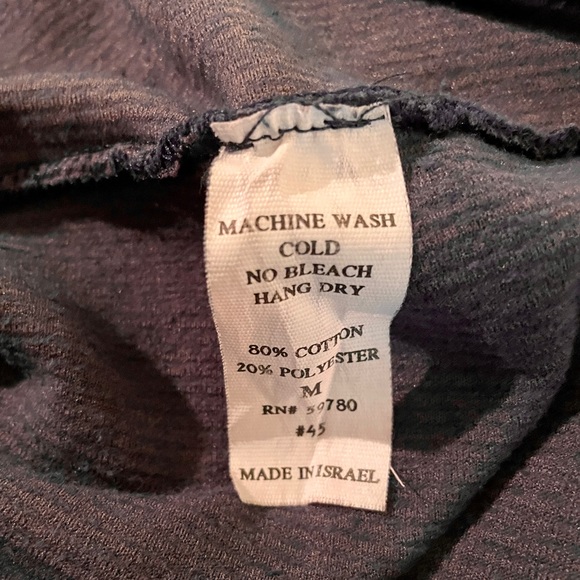 MACHINE WASH
COLD
NO BLEACH
HANG DRY
80% COTTON
20% POLYESTER
M
RN# 59780
#45
MADE IN ISRAEL